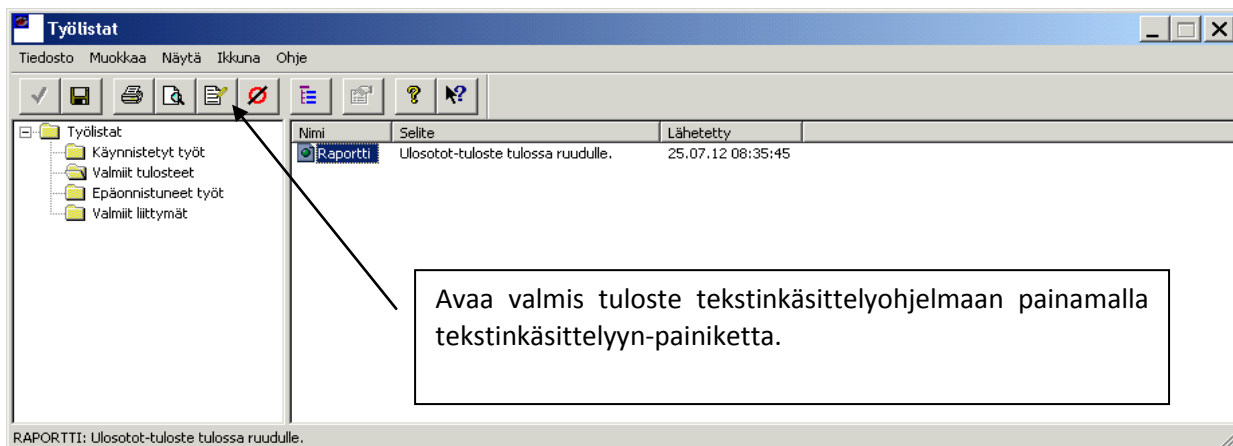 Työlistat
Tiedosto Muokkaa Näytä Ikkuna Ohje
Työlistat
Käynnistetyt työt
Valmiit tulosteet
Epäonnistuneet työt
Valmiit liittymät
Nimi Selite Lähetetty
Raportti Ulosotot-tuloste tulossa ruudulle. 25.07.12 08:35:45
Avaa valmis tuloste tekstinkäsittelyohjelmaan painamalla
tekstinkäsittelyyn-painiketta.
RAPORTTI: Ulosotot-tuloste tulossa ruudulle.